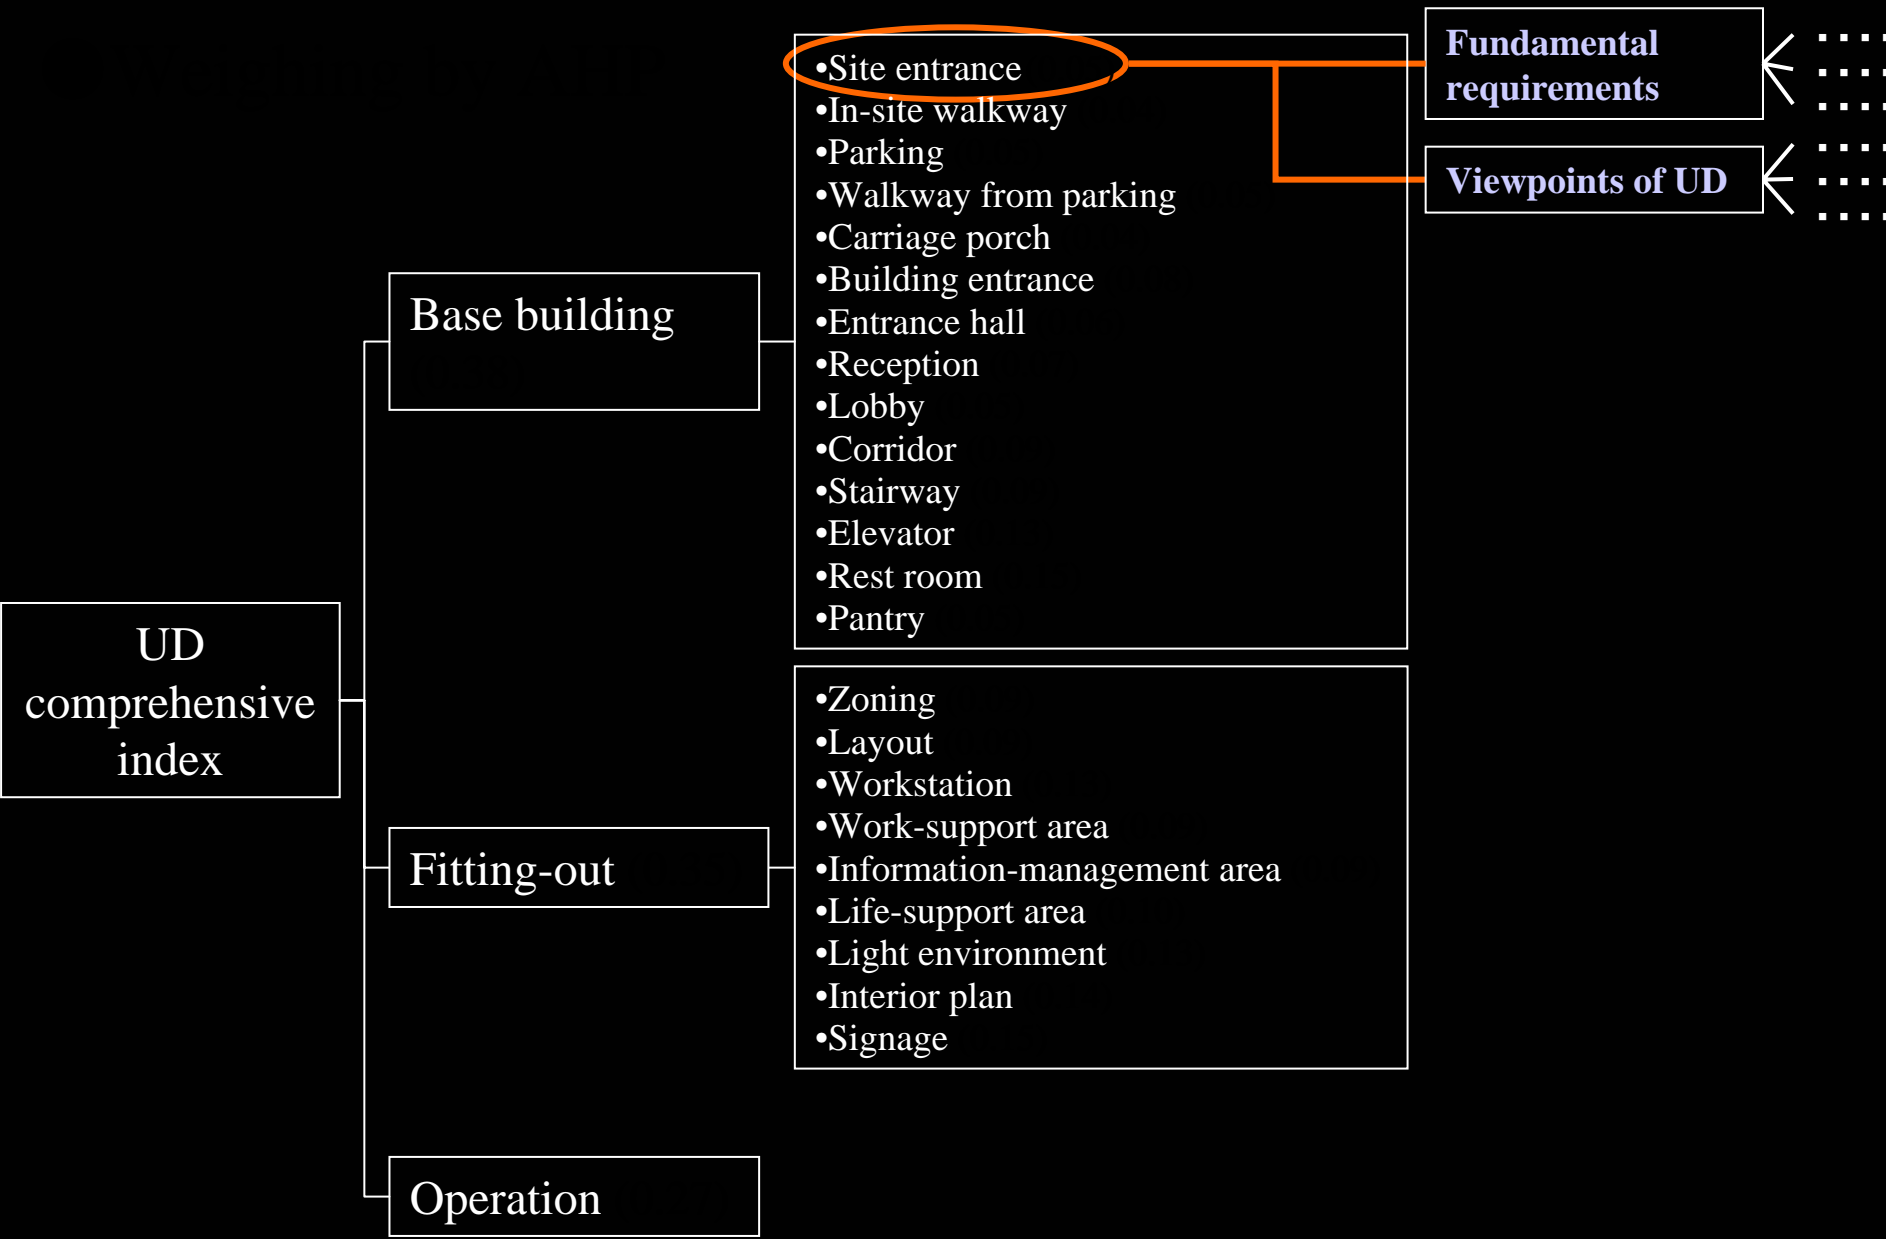 UD
comprehensive
index
Base building
Fitting-out
Operation
•Site entrance
•In-site walkway
•Parking
•Walkway from parking
•Carriage porch
•Building entrance
•Entrance hall
•Reception
•Lobby
•Corridor
•Stairway
•Elevator
•Rest room
•Pantry
•Zoning
•Layout
•Workstation
•Work-support area
•Information-management area
•Life-support area
•Light environment
•Interior plan
•Signage
Fundamental
requirements
Viewpoints of UD